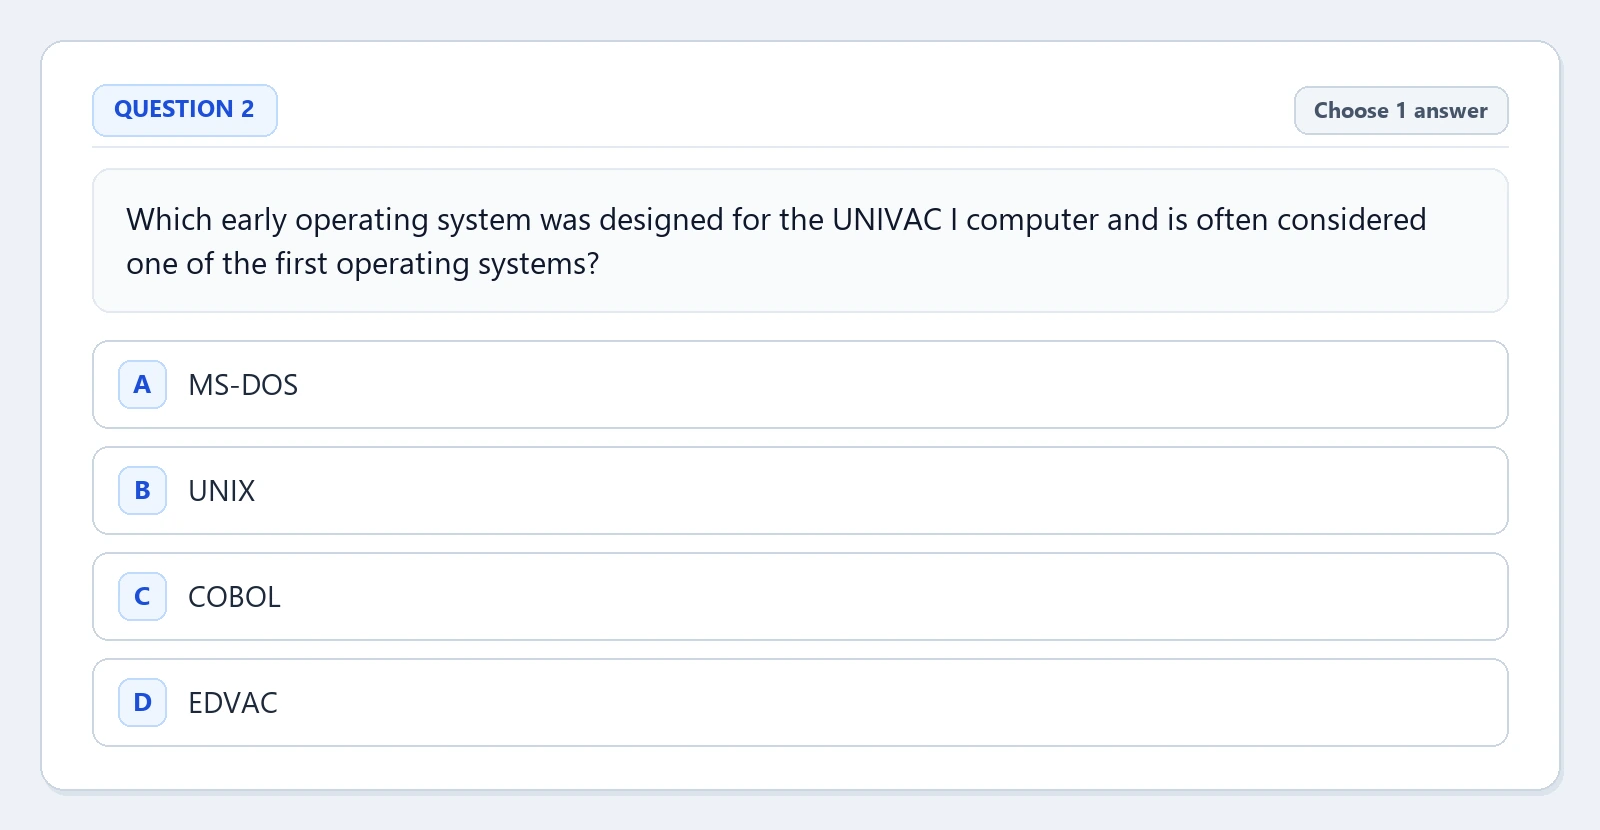 QUESTION 2
Choose 1 answer
Which early operating system was designed for the UNIVAC I computer and is often considered
one of the first operating systems?
A MS-DOS
B UNIX
C COBOL
D EDVAC